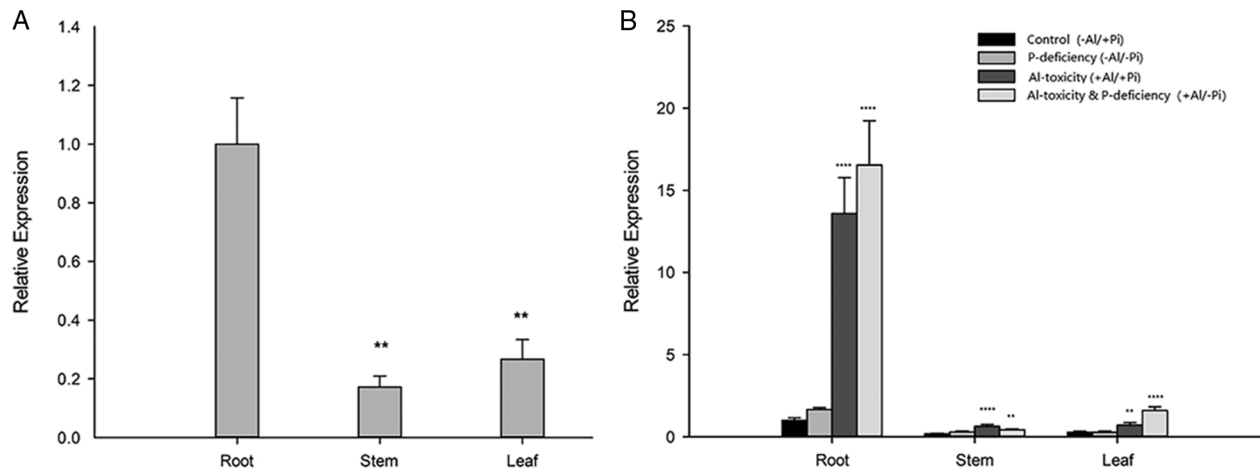 A
1.4
1.2
1.0
0.8
0.6
0.4
0.2
0.0
Relative Expression
**
**
Root Stem Leaf
B
25
20
15
10
5
0
Relative Expression
Control (-Al/+Pi)
P-deficiency (-Al/-Pi)
Al-toxicity (+Al/+Pi)
Al-toxicity & P-deficiency (+Al/-Pi)
****
****
****
**
**
****
Root Stem Leaf